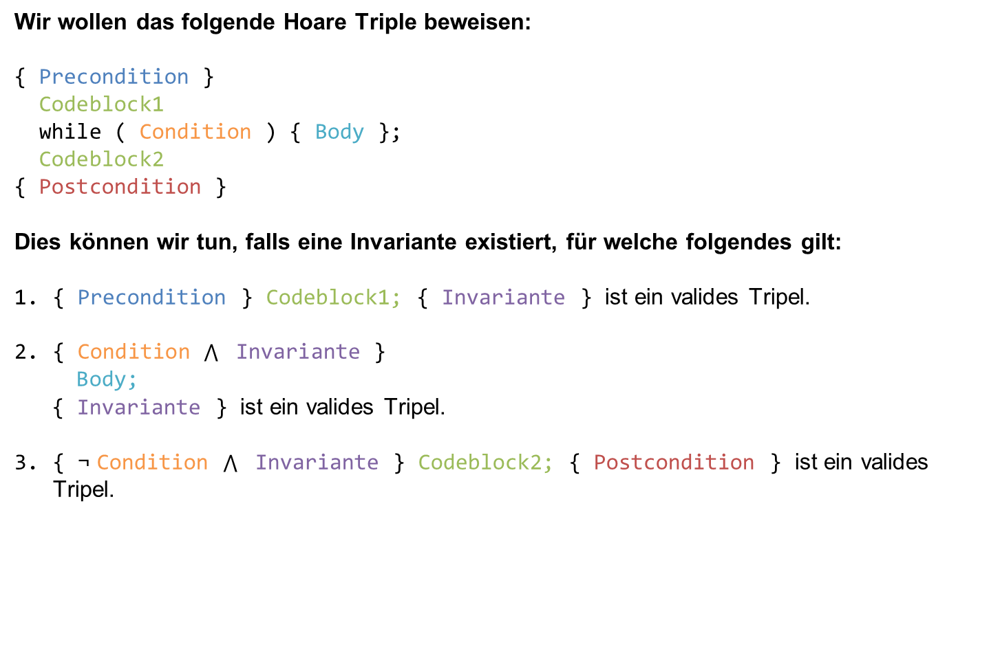 Wir wollen das folgende Hoare Triple beweisen:
{ Precondition }
Codeblock1
while ( Condition ) { Body };
Codeblock2
{ Postcondition }
Dies können wir tun, falls eine Invariante existiert, für welche folgendes gilt:
1. { Precondition } Codeblock1; { Invariante } ist ein valides Tripel.
2. { Condition ⋀ Invariante }
Body;
{ Invariante } ist ein valides Tripel.
3. { ¬ Condition ⋀ Invariante } Codeblock2; { Postcondition } ist ein valides
Tripel.